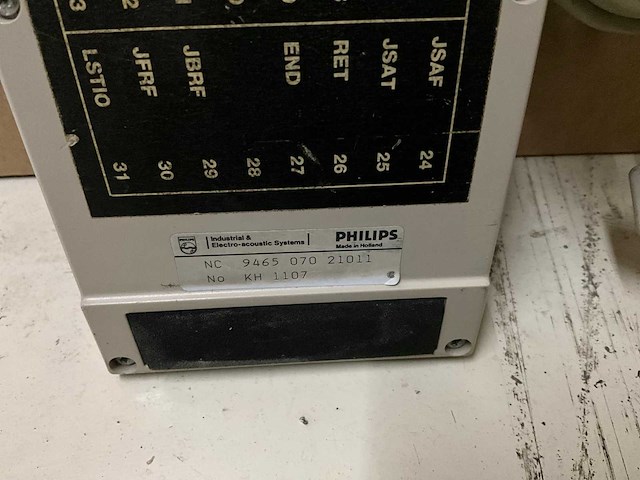 LSTIO JFRF JBRF END RET JSAT JSAF
31 30 29 28 27 26 25 24
Industrial &
Electro-acoustic Systems
PHILIPS
Made in Holland
NC 9465 070 21011
No KH 1107